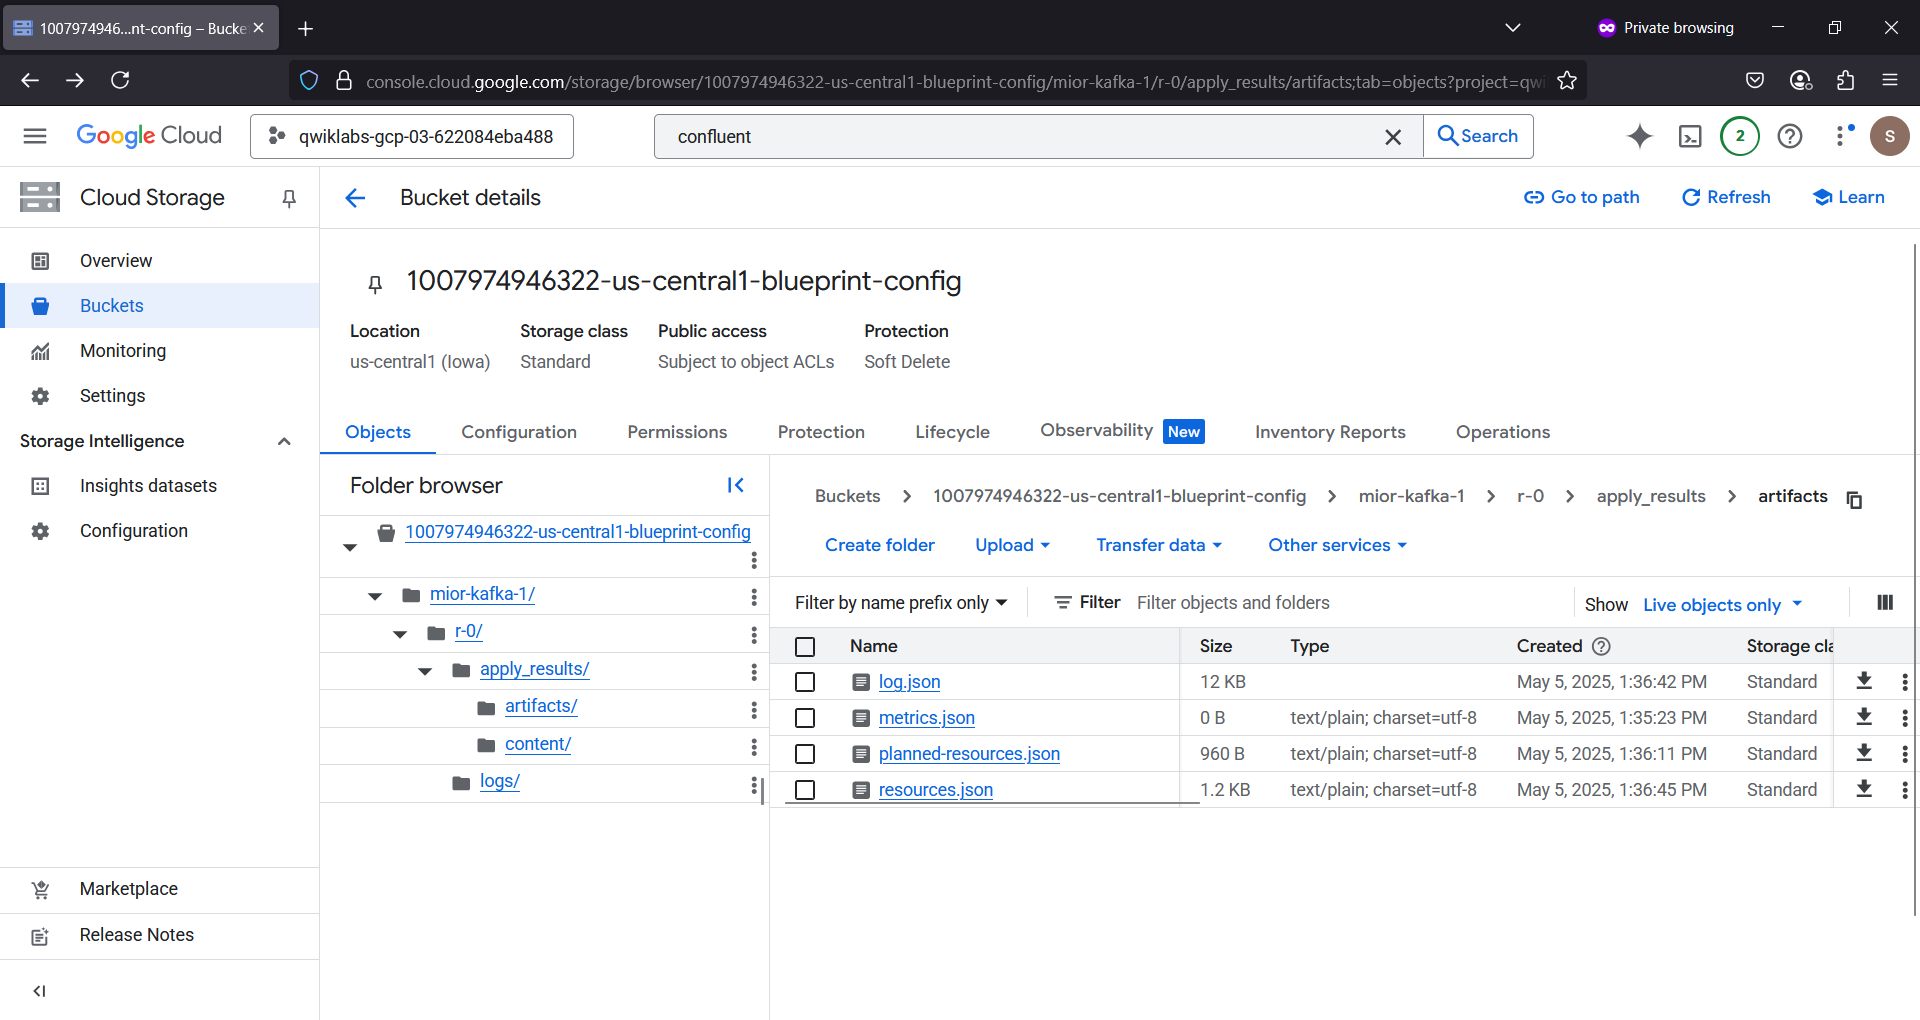 1007974946...nt-config – Bucke
Private browsing
console.cloud.google.com/storage/browser/1007974946322-us-central1-blueprint-config/mior-kafka-1/r-0/apply_results/artifacts;tab=objects?project=qwi
Google Cloud
qwiklabs-gcp-03-622084eba488
confluent
Search
2
S
Cloud Storage
Bucket details
Go to path
Refresh
Learn
Overview
Buckets
Monitoring
Settings
Storage Intelligence
Insights datasets
Configuration
Marketplace
Release Notes
1007974946322-us-central1-blueprint-config
Location Storage class Public access Protection
us-central1 (Iowa) Standard Subject to object ACLs Soft Delete
Objects Configuration Permissions Protection Lifecycle Observability New Inventory Reports Operations
Folder browser
1007974946322-us-central1-blueprint-config
mior-kafka-1/
r-0/
apply_results/
artifacts/
content/
logs/
Buckets 1007974946322-us-central1-blueprint-config mior-kafka-1 r-0 apply_results artifacts
Create folder Upload Transfer data Other services
Filter by name prefix only Filter Filter objects and folders Show Live objects only
Name Size Type Created Storage cla
log.json 12 KB May 5, 2025, 1:36:42 PM Standard
metrics.json 0 B text/plain; charset=utf-8 May 5, 2025, 1:35:23 PM Standard
planned-resources.json 960 B text/plain; charset=utf-8 May 5, 2025, 1:36:11 PM Standard
resources.json 1.2 KB text/plain; charset=utf-8 May 5, 2025, 1:36:45 PM Standard